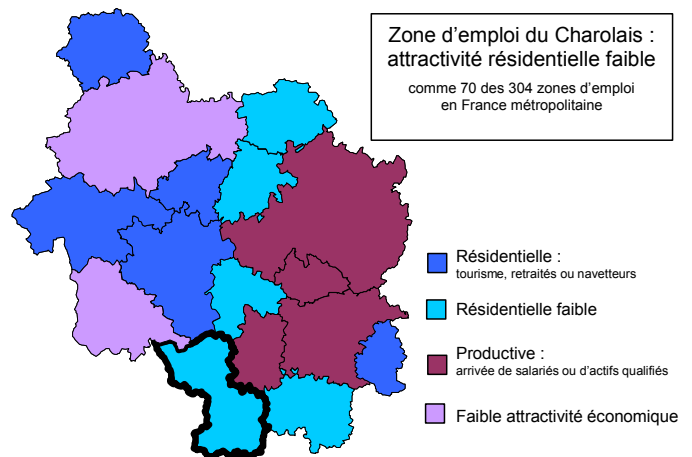 Zone d'emploi du Charolais :
attractivité résidentielle faible
comme 70 des 304 zones d'emploi
en France métropolitaine
Résidentielle :
tourisme, retraités ou navetteurs
Résidentielle faible
Productive :
arrivée de salariés ou d'actifs qualifiés
Faible attractivité économique